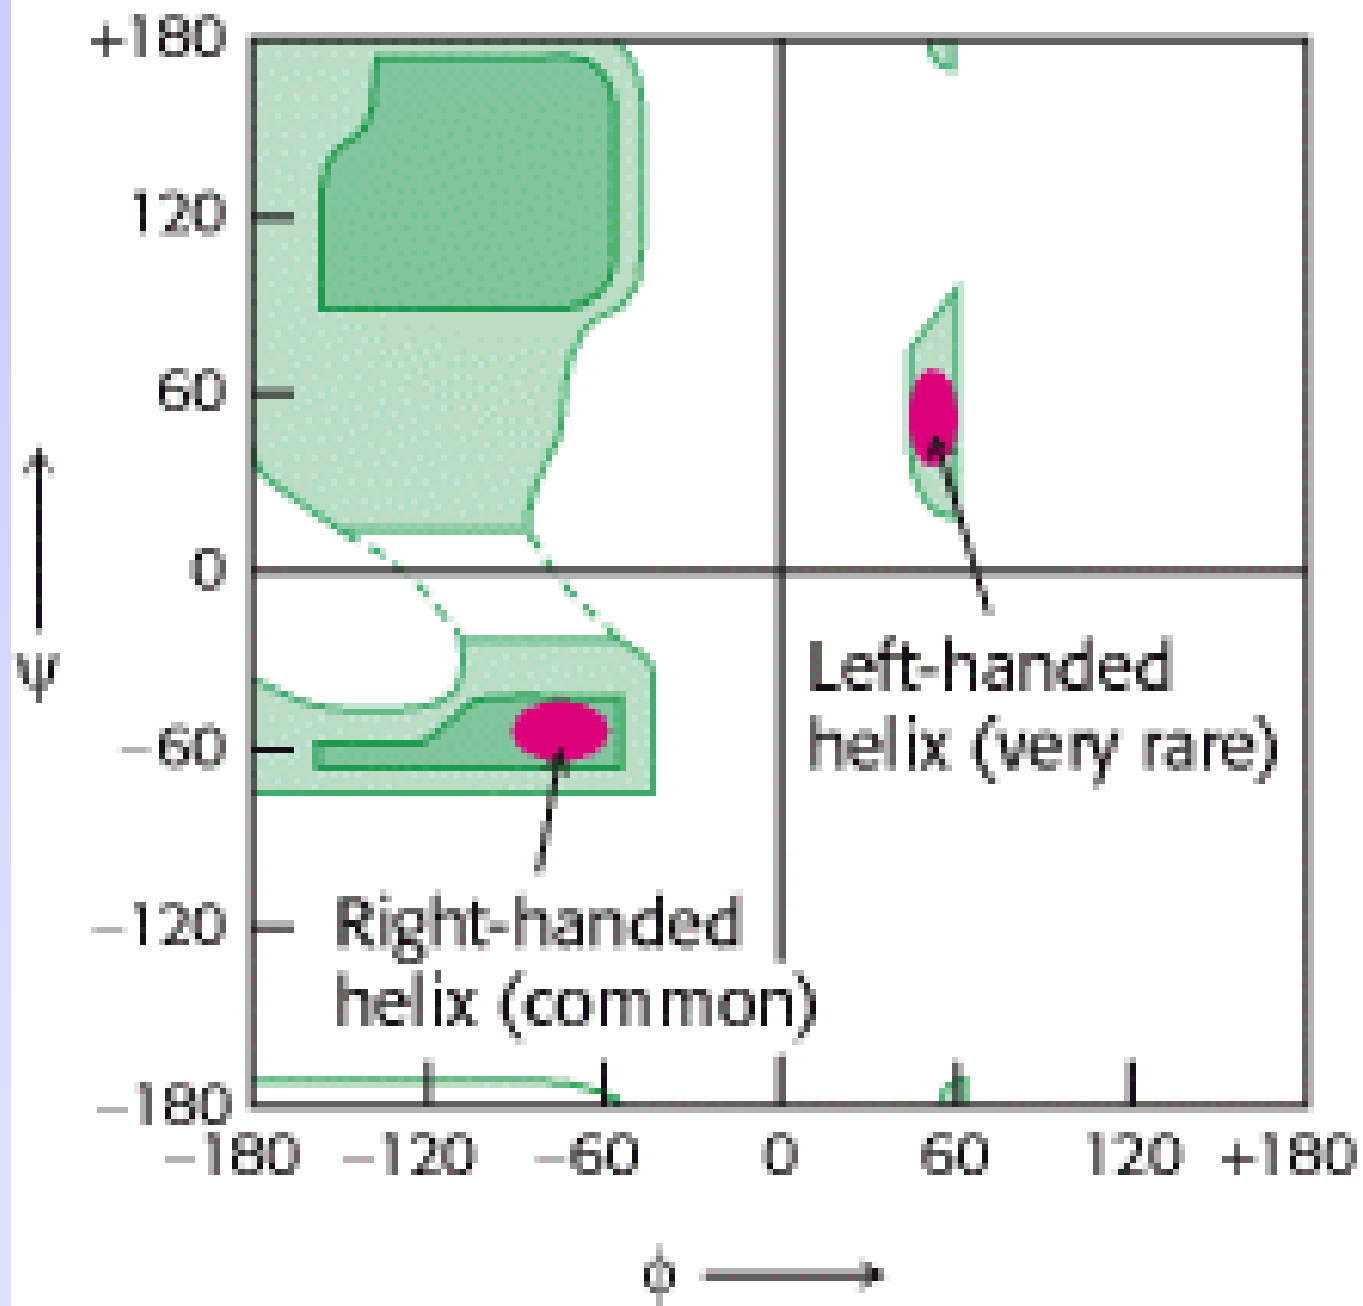 +180
120
60
0
−60
−120
−180
ψ
Left-handed
helix (very rare)
Right-handed
helix (common)
−180 −120 −60 0 60 120 +180
ϕ